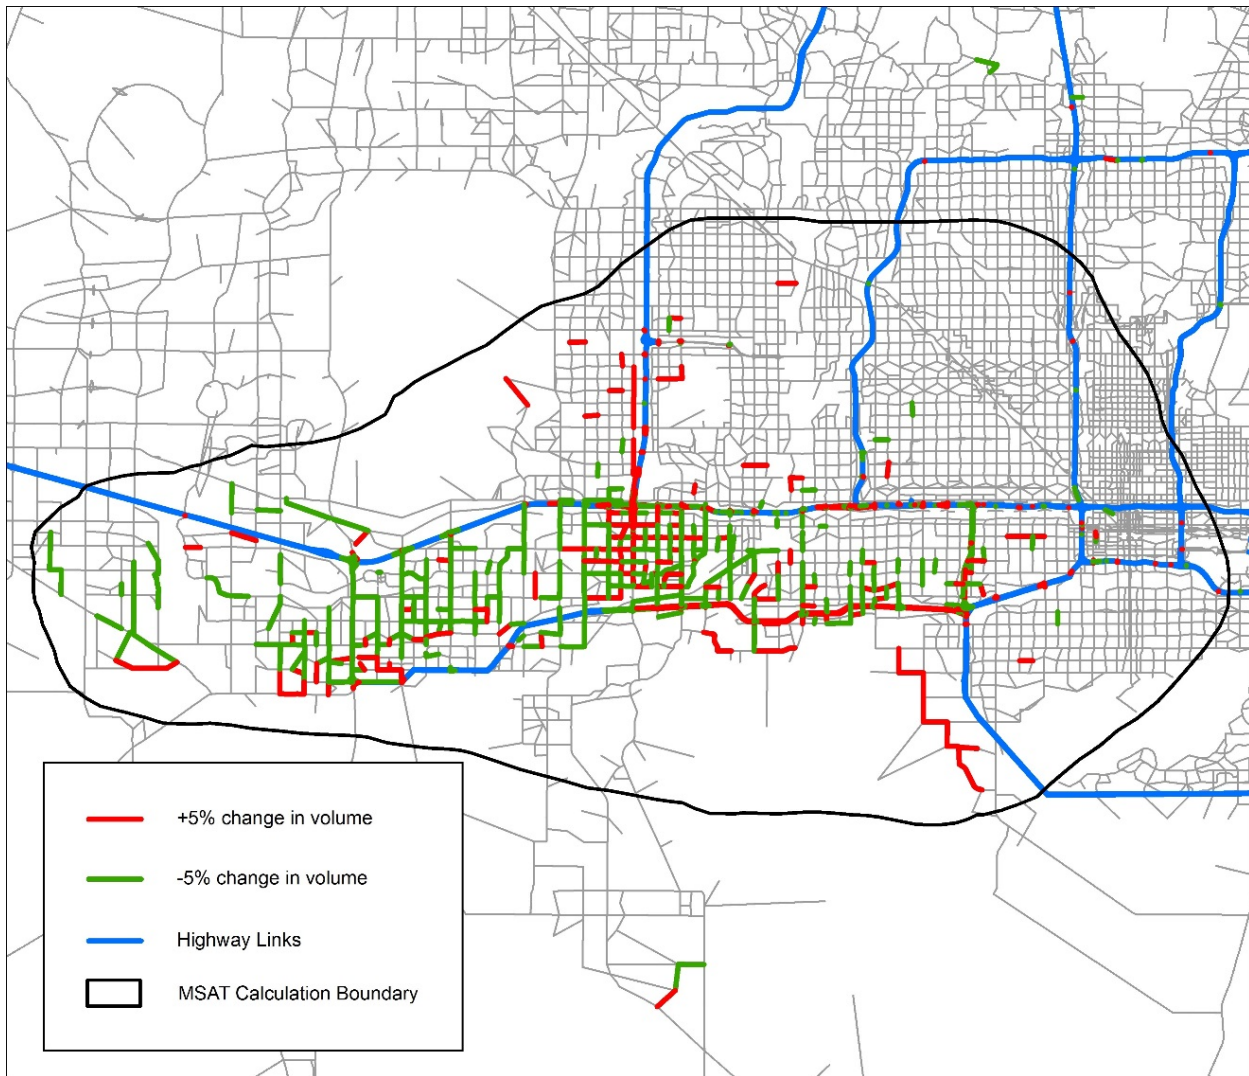 +5% change in volume
-5% change in volume
Highway Links
MSAT Calculation Boundary